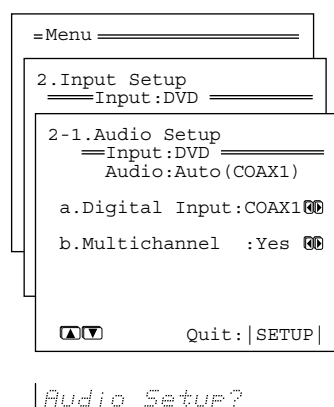 =Menu
2.Input Setup
Input:DVD
2-1.Audio Setup
Input:DVD
Audio:Auto(COAX1)
a.Digital Input:COAX1
b.Multichannel :Yes
Quit:|SETUP|
Audio Setup?